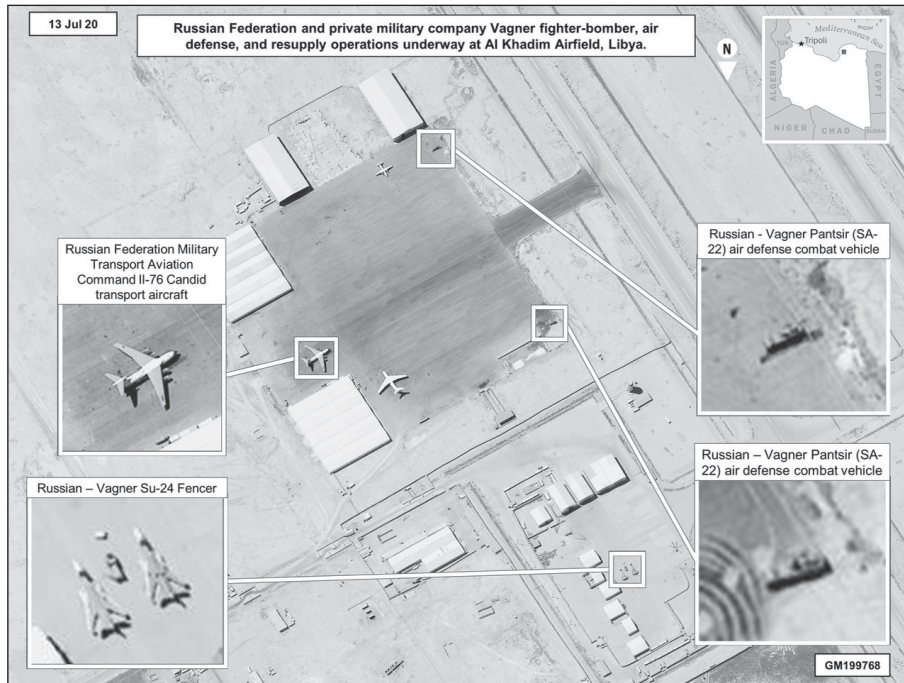 13 Jul 20
Russian Federation and private military company Vagner fighter-bomber, air
defense, and resupply operations underway at Al Khadim Airfield, Libya.
N
Mediterranean Sea
Tripoli
TUN.
ALGERIA
EGYPT
NIGER
CHAD
SUDAN
Russian Federation Military
Transport Aviation
Command Il-76 Candid
transport aircraft
Russian - Vagner Pantsir (SA-
22) air defense combat vehicle
Russian – Vagner Su-24 Fencer
Russian – Vagner Pantsir (SA-
22) air defense combat vehicle
GM199768